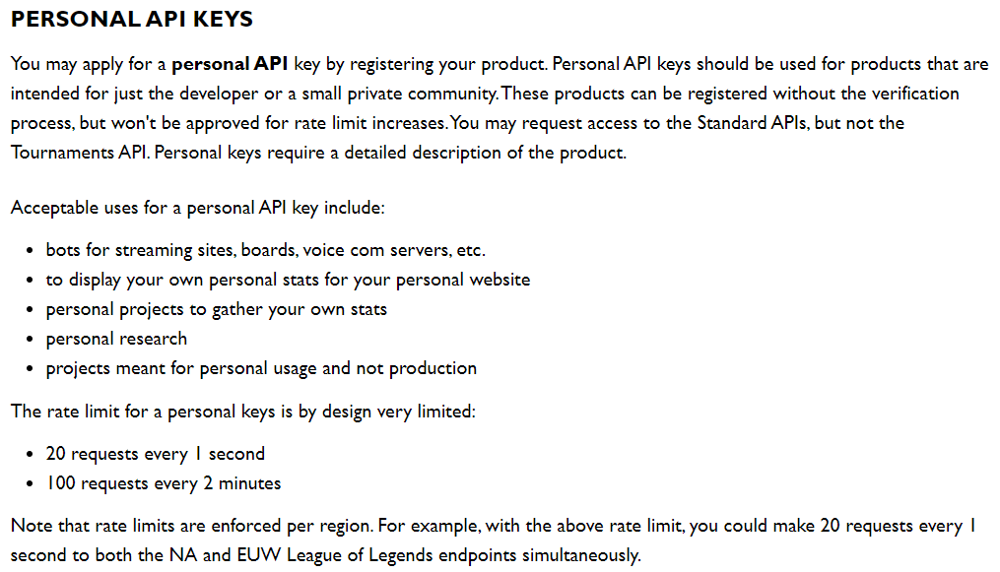 PERSONAL API KEYS
You may apply for a personal API key by registering your product. Personal API keys should be used for products that are
intended for just the developer or a small private community. These products can be registered without the verification
process, but won't be approved for rate limit increases. You may request access to the Standard APIs, but not the
Tournaments API. Personal keys require a detailed description of the product.
Acceptable uses for a personal API key include:
• bots for streaming sites, boards, voice com servers, etc.
• to display your own personal stats for your personal website
• personal projects to gather your own stats
• personal research
• projects meant for personal usage and not production
The rate limit for a personal keys is by design very limited:
• 20 requests every 1 second
• 100 requests every 2 minutes
Note that rate limits are enforced per region. For example, with the above rate limit, you could make 20 requests every 1
second to both the NA and EUW League of Legends endpoints simultaneously.